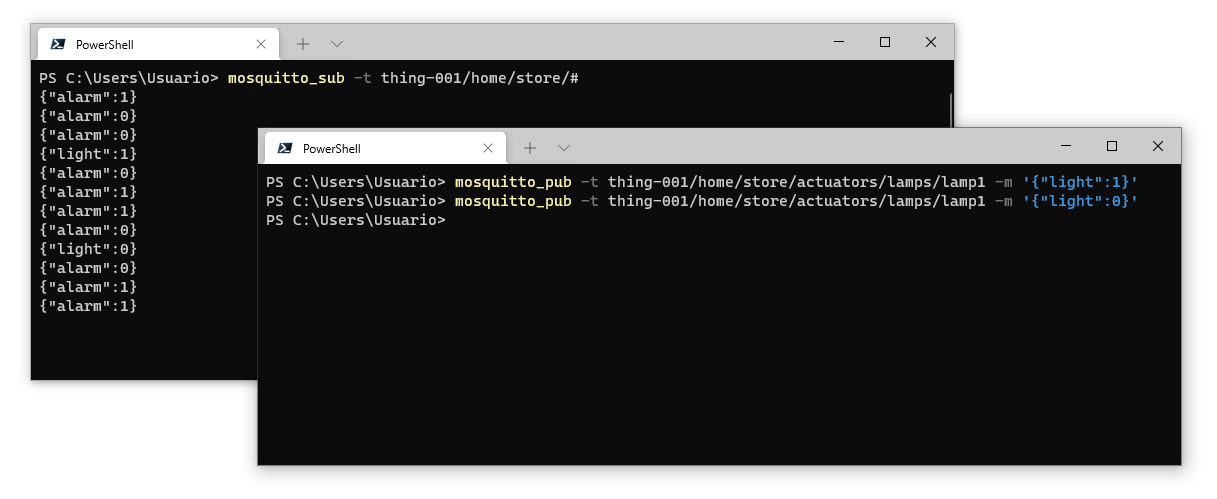 PowerShell
PS C:\Users\Usuario> mosquitto_sub -t thing-001/home/store/#
{"alarm":1}
{"alarm":0}
{"alarm":0}
{"light":1}
{"alarm":0}
{"alarm":1}
{"alarm":1}
{"alarm":0}
{"light":0}
{"alarm":0}
{"alarm":1}
{"alarm":1}
PowerShell
PS C:\Users\Usuario> mosquitto_pub -t thing-001/home/store/actuators/lamps/lamp1 -m '{"light":1}'
PS C:\Users\Usuario> mosquitto_pub -t thing-001/home/store/actuators/lamps/lamp1 -m '{"light":0}'
PS C:\Users\Usuario>